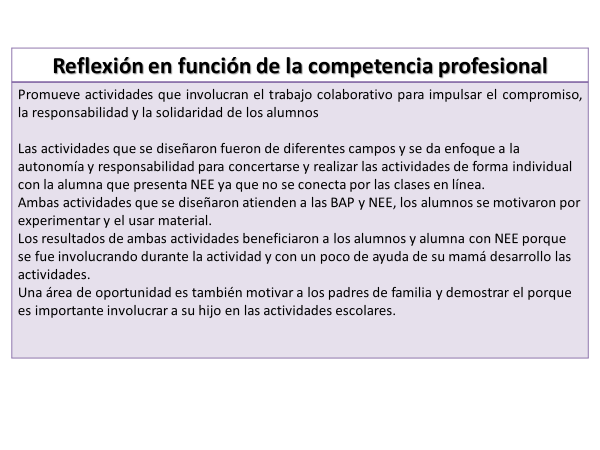 Reflexión en función de la competencia profesional
Promueve actividades que involucran el trabajo colaborativo para impulsar el compromiso,
la responsabilidad y la solidaridad de los alumnos
Las actividades que se diseñaron fueron de diferentes campos y se da enfoque a la
autonomía y responsabilidad para concertarse y realizar las actividades de forma individual
con la alumna que presenta NEE ya que no se conecta por las clases en línea.
Ambas actividades que se diseñaron atienden a las BAP y NEE, los alumnos se motivaron por
experimentar y el usar material.
Los resultados de ambas actividades beneficiaron a los alumnos y alumna con NEE porque
se fue involucrando durante la actividad y con un poco de ayuda de su mamá desarrollo las
actividades.
Una área de oportunidad es también motivar a los padres de familia y demostrar el porque
es importante involucrar a su hijo en las actividades escolares.